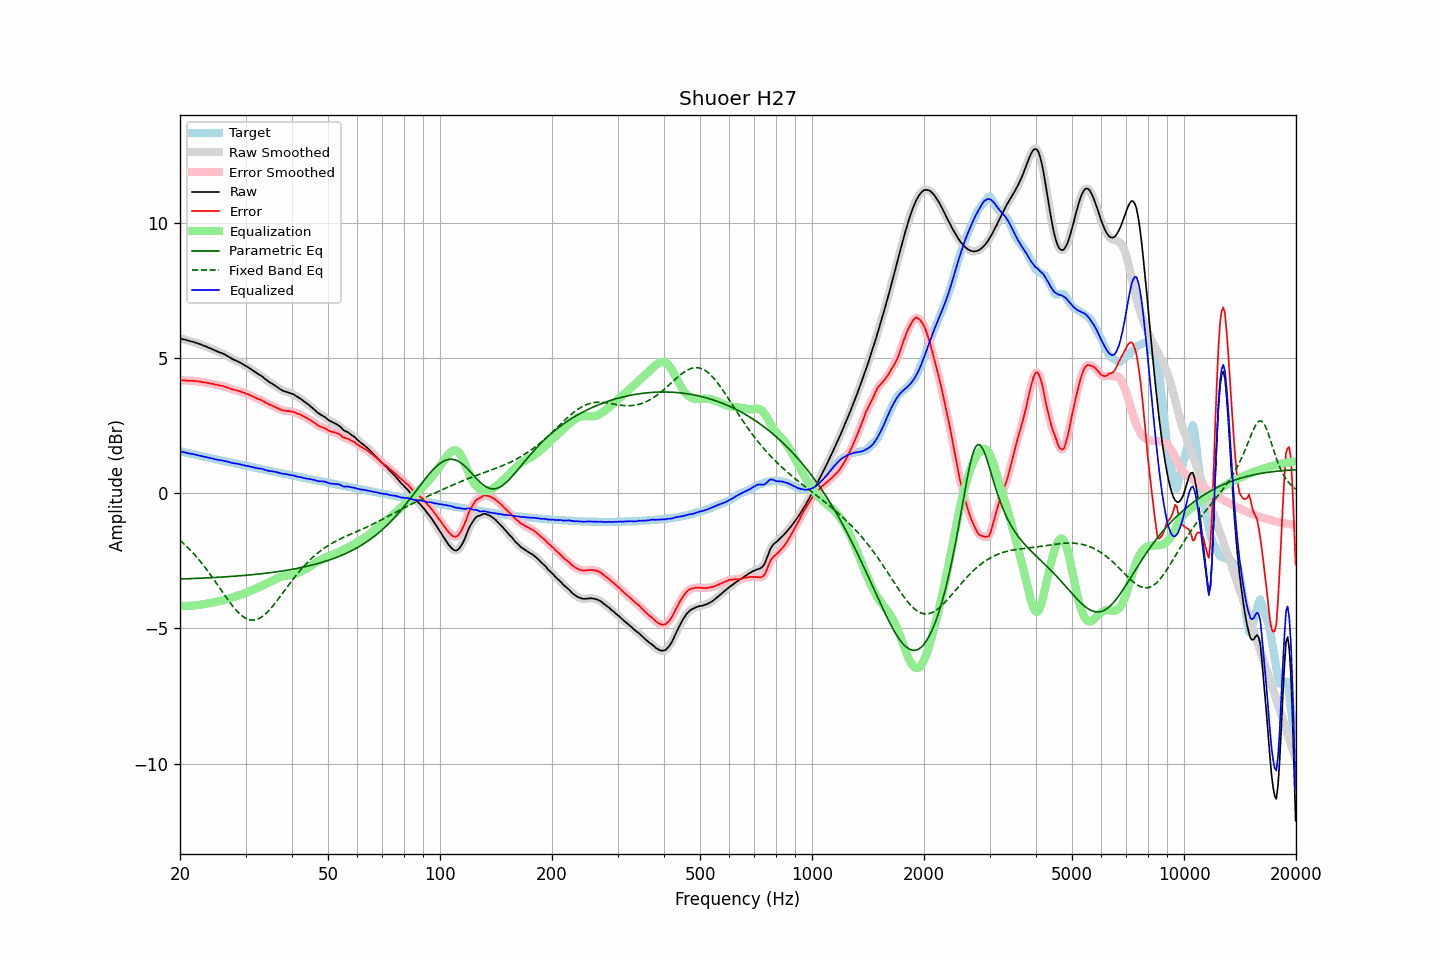 Shuoer H27
Target
Raw Smoothed
Error Smoothed
Raw
Error
Equalization
Parametric Eq
Fixed Band Eq
Equalized
Amplitude (dBr)
10
5
0
−5
−10
20
50
100
200
500
1000
2000
5000
10000
20000
Frequency (Hz)